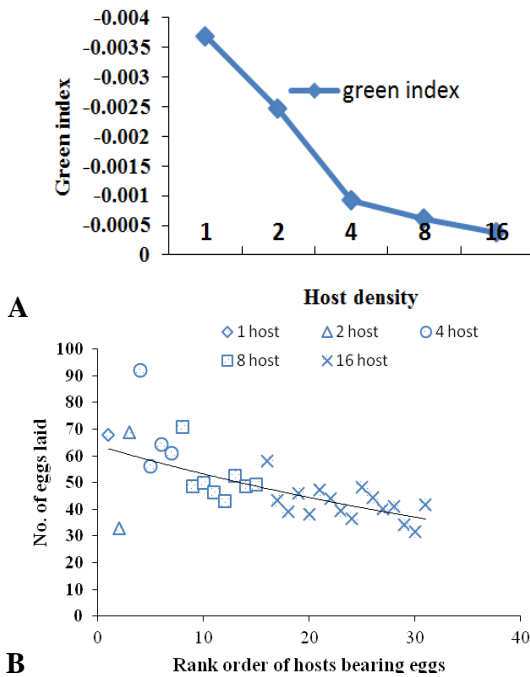 -0.004
-0.0035
-0.003
-0.0025
-0.002
-0.0015
-0.001
-0.0005
0
Green index
green index
1 2 4 8 16
Host density
A
1 host 2 host 4 host
8 host 16 host
100
90
80
70
60
50
40
30
20
10
0
No. of eggs laid
0 10 20 30 40
Rank order of hosts bearing eggs
B